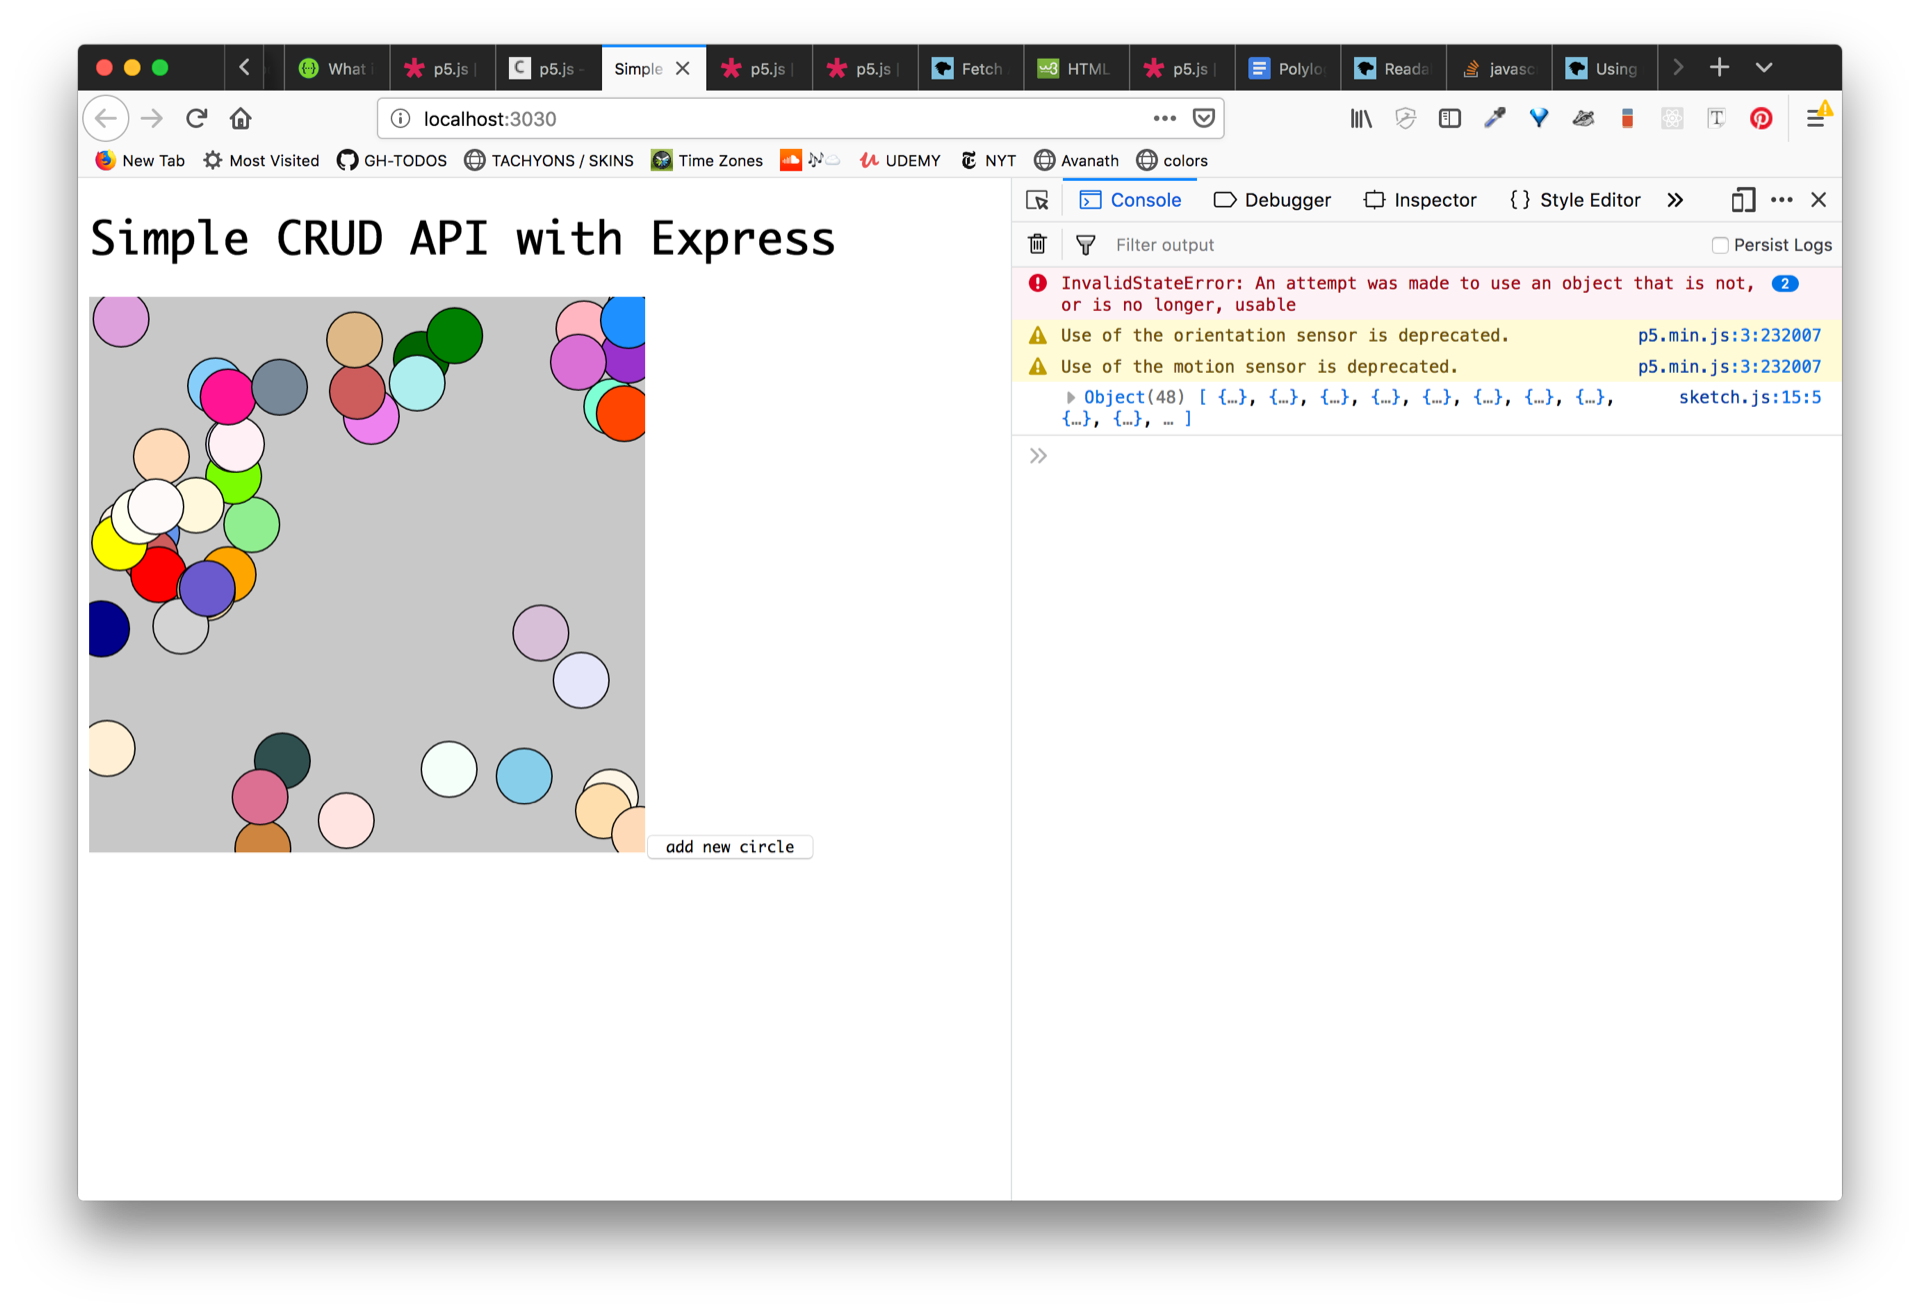 What i
p5.js |
C p5.js -
Simple
p5.js |
p5.js |
Fetch
w3 HTML
p5.js |
Polylo
Reada
javasc
Using
localhost:3030
New Tab Most Visited GH-TODOS TACHYONS / SKINS Time Zones UDEMY NYT Avanath colors
Simple CRUD API with Express
add new circle
Console Debugger Inspector { } Style Editor
Filter output Persist Logs
InvalidStateError: An attempt was made to use an object that is not, 2
or is no longer, usable
Use of the orientation sensor is deprecated. p5.min.js:3:232007
Use of the motion sensor is deprecated. p5.min.js:3:232007
Object(48) [ {…}, {…}, {…}, {…}, {…}, {…}, {…}, {…}, sketch.js:15:5
{…}, {…}, … ]